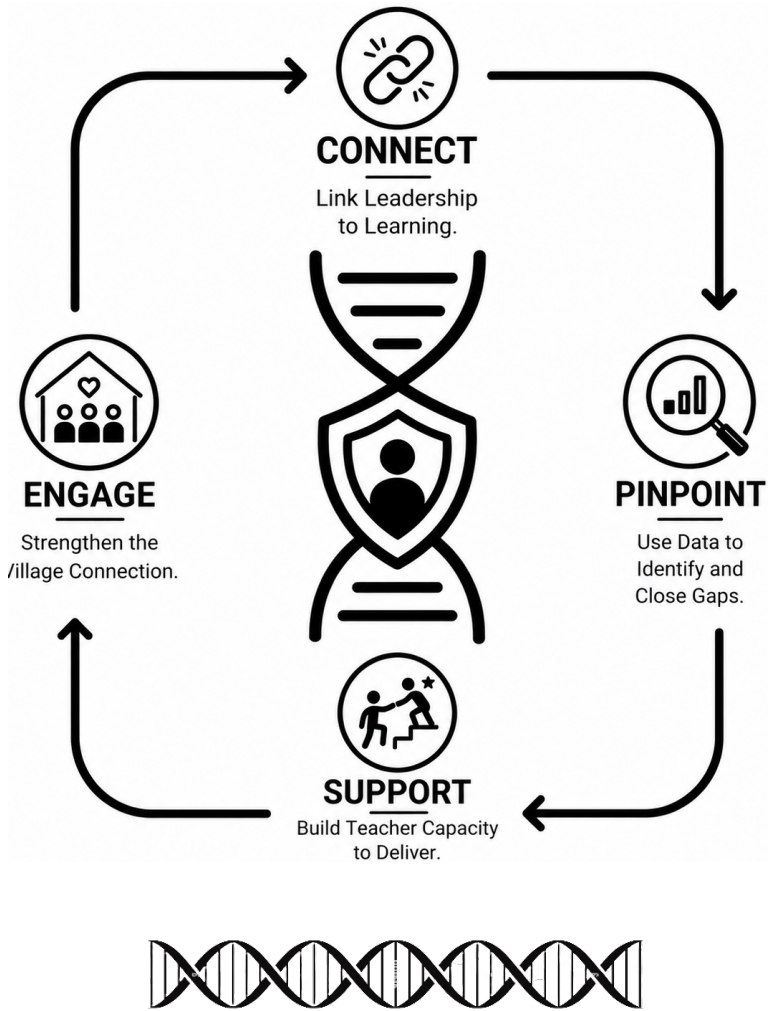 CONNECT
Link Leadership
to Learning.
ENGAGE
Strengthen the
Village Connection.
PINPOINT
Use Data to
Identify and
Close Gaps.
SUPPORT
Build Teacher Capacity
to Deliver.